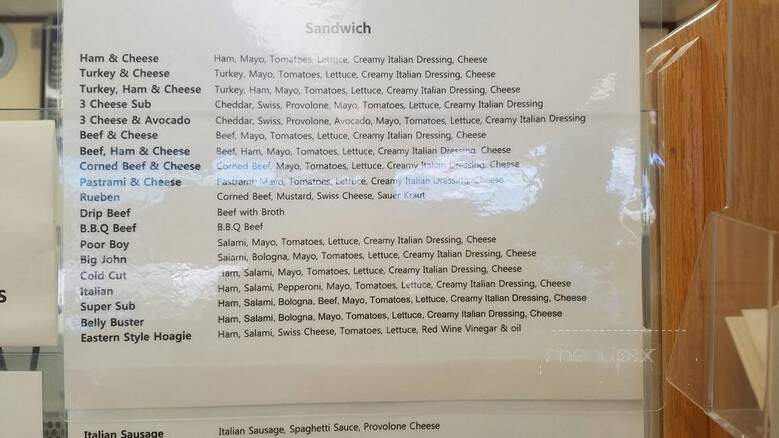 Sandwich
Ham & Cheese Ham, Mayo, Tomatoes, Lettuce, Creamy Italian Dressing, Cheese
Turkey & Cheese Turkey, Mayo, Tomatoes, Lettuce, Creamy Italian Dressing, Cheese
Turkey, Ham & Cheese Turkey, Ham, Mayo, Tomatoes, Lettuce, Creamy Italian Dressing, Cheese
3 Cheese Sub Cheddar, Swiss, Provolone, Mayo, Tomatoes, Lettuce, Creamy Italian Dressing
3 Cheese & Avocado Cheddar, Swiss, Provolone, Avocado, Mayo, Tomatoes, Lettuce, Creamy Italian Dressing
Beef & Cheese Beef, Mayo, Tomatoes, Lettuce, Creamy Italian Dressing, Cheese
Beef, Ham & Cheese Beef, Ham, Mayo, Tomatoes, Lettuce, Creamy Italian Dressing, Cheese
Corned Beef & Cheese Corned Beef, Mayo, Tomatoes, Lettuce, Creamy Italian Dressing, Cheese
Pastrami & Cheese Pastrami, Mayo, Tomatoes, Lettuce, Creamy Italian Dressing, Cheese
Rueben Corned Beef, Mustard, Swiss Cheese, Sauer Kraut
Drip Beef Beef with Broth
B.B.Q Beef B.B.Q Beef
Poor Boy Salami, Mayo, Tomatoes, Lettuce, Creamy Italian Dressing, Cheese
Big John Salami, Bologna, Mayo, Tomatoes, Lettuce, Creamy Italian Dressing, Cheese
Cold Cut Ham, Salami, Mayo, Tomatoes, Lettuce, Creamy Italian Dressing, Cheese
Italian Ham, Salami, Pepperoni, Mayo, Tomatoes, Lettuce, Creamy Italian Dressing, Cheese
Super Sub Ham, Salami, Bologna, Beef, Mayo, Tomatoes, Lettuce, Creamy Italian Dressing, Cheese
Belly Buster Ham, Salami, Bologna, Mayo, Tomatoes, Lettuce, Creamy Italian Dressing, Cheese
Eastern Style Hoagie Ham, Salami, Swiss Cheese, Tomatoes, Lettuce, Red Wine Vinegar & oil
Italian Sausage Italian Sausage, Spaghetti Sauce, Provolone Cheese
s
menupix